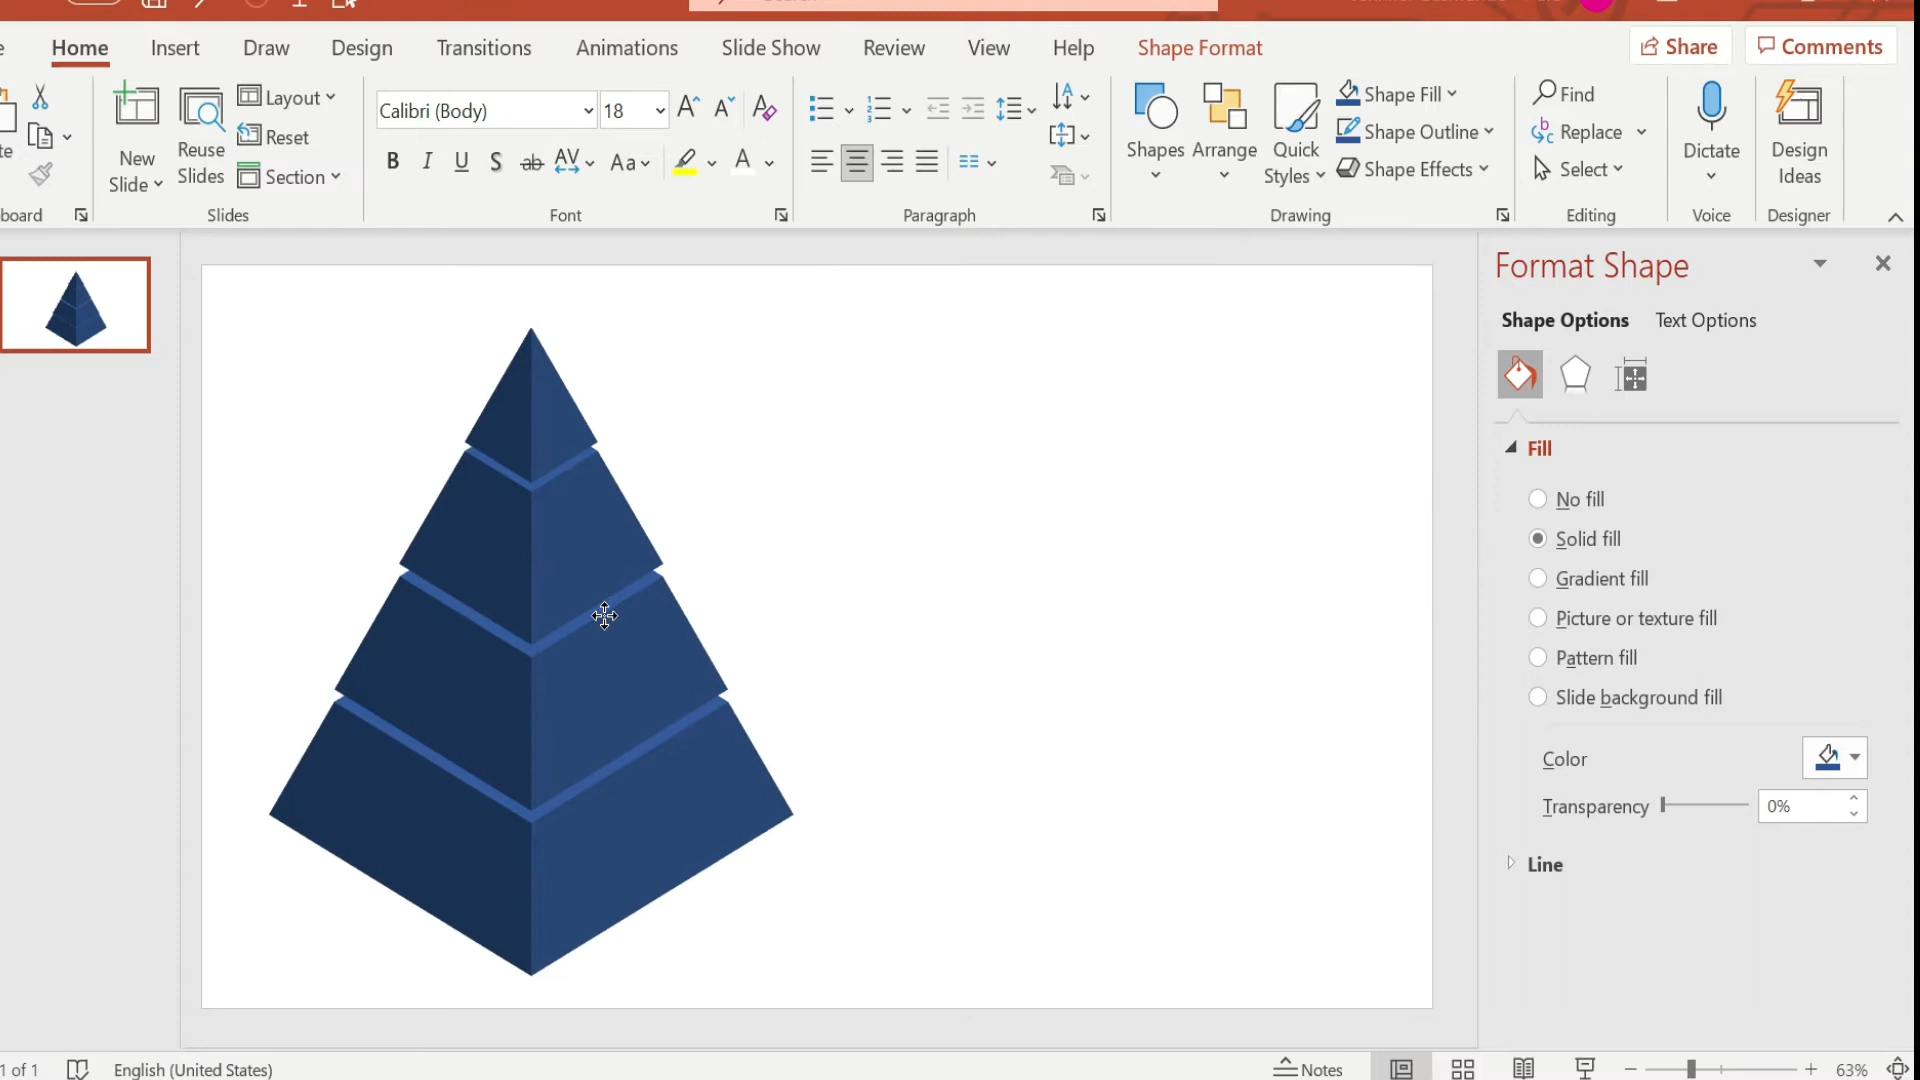 Home Insert Draw Design Transitions Animations Slide Show Review View Help Shape Format Share Comments
Calibri (Body) 18
New Slide
Reuse Slides
Layout
Reset
Section
B I U S ab AV Aa A
Shapes
Arrange
Quick Styles
Shape Fill
Shape Outline
Shape Effects
Find
Replace
Select
Dictate
Design Ideas
board Slides Font Paragraph Drawing Editing Voice Designer
Format Shape
Shape Options Text Options
Fill
No fill
Solid fill
Gradient fill
Picture or texture fill
Pattern fill
Slide background fill
Color
Transparency 0%
Line
1 of 1 English (United States) Notes 63%